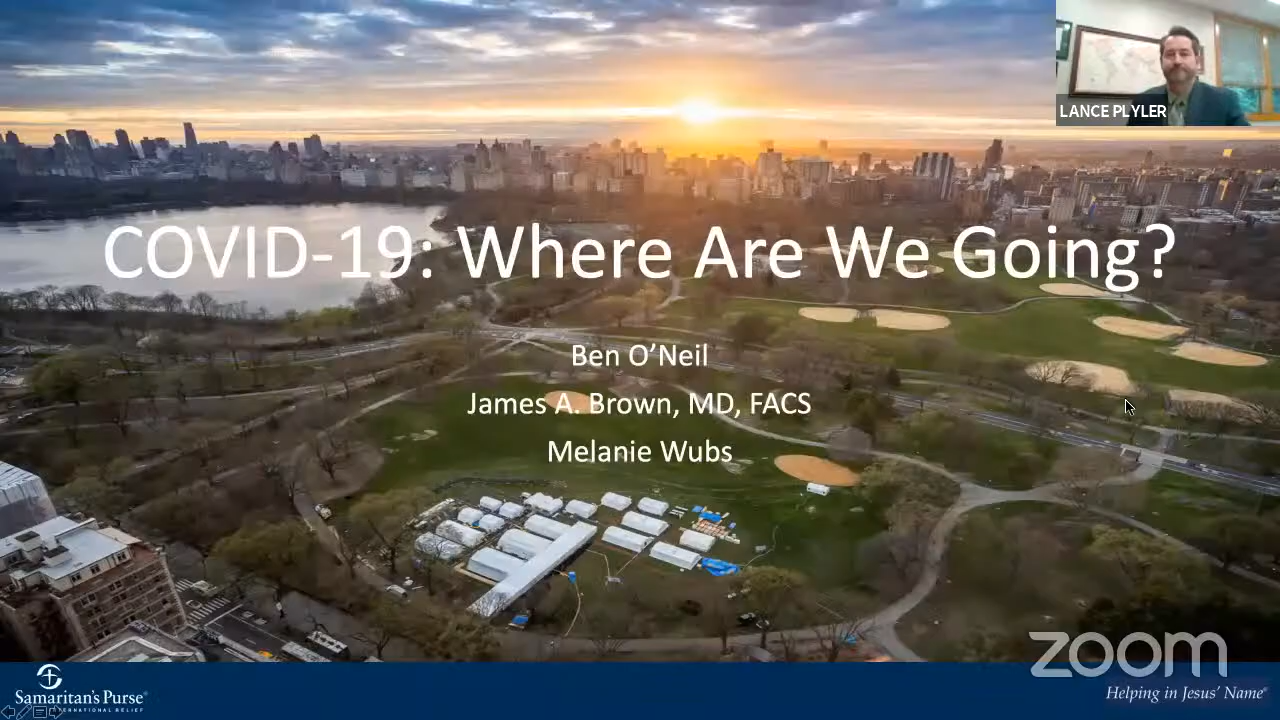 LANCE PLYLER
COVID-19: Where Are We Going?
Ben O’Neil
James A. Brown, MD, FACS
Melanie Wubs
zoom
Samaritan's Purse®
INTERNATIONAL RELIEF
Helping in Jesus' Name®